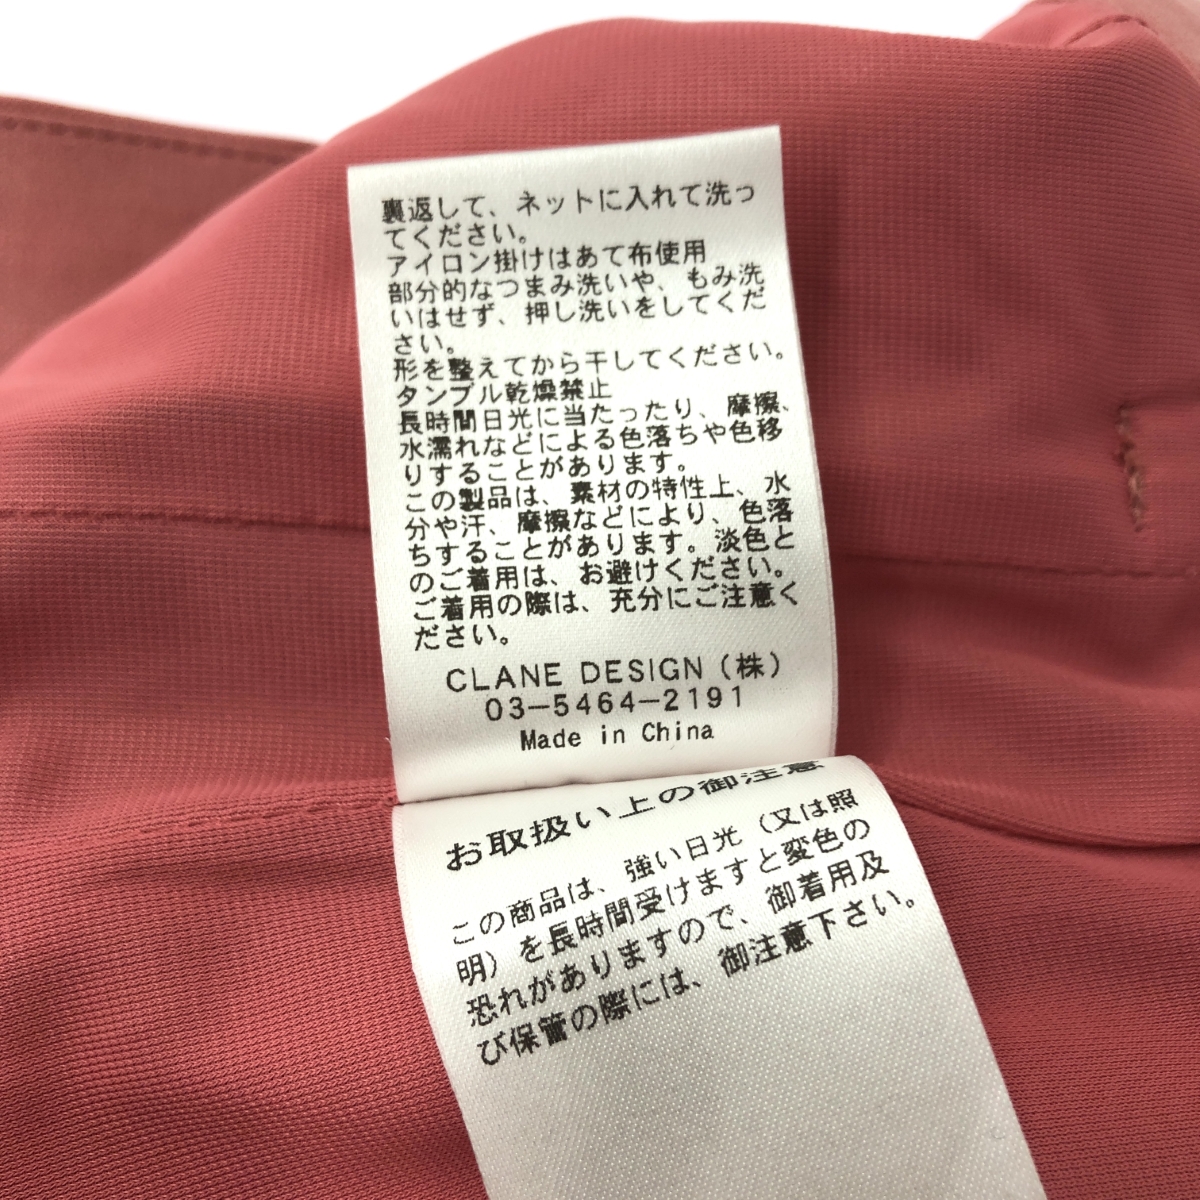 裏返して、ネットに入れて洗っ
てください。
アイロン掛けはあて布使用
部分的なつまみ洗いや、もみ洗
いはせず、押し洗いをしてくだ
さい。
形を整えてから干してください。
タンブル乾燥禁止
長時間日光に当たったり、摩擦、
水濡れなどによる色落ちや色移
りすることがあります。
この製品は、素材の特性上、水
分や汗、摩擦などにより、色落
ちすることがあります。淡色と
のご着用は、お避けください。
ご着用の際は、充分にご注意く
ださい。
CLANE DESIGN（株）
03−5464−2191
Made in China
お取扱い上の御注意
この商品は、強い日光（又は照
明）を長時間受けますと変色の
恐れがありますので、御着用及
び保管の際には、御注意下さい。